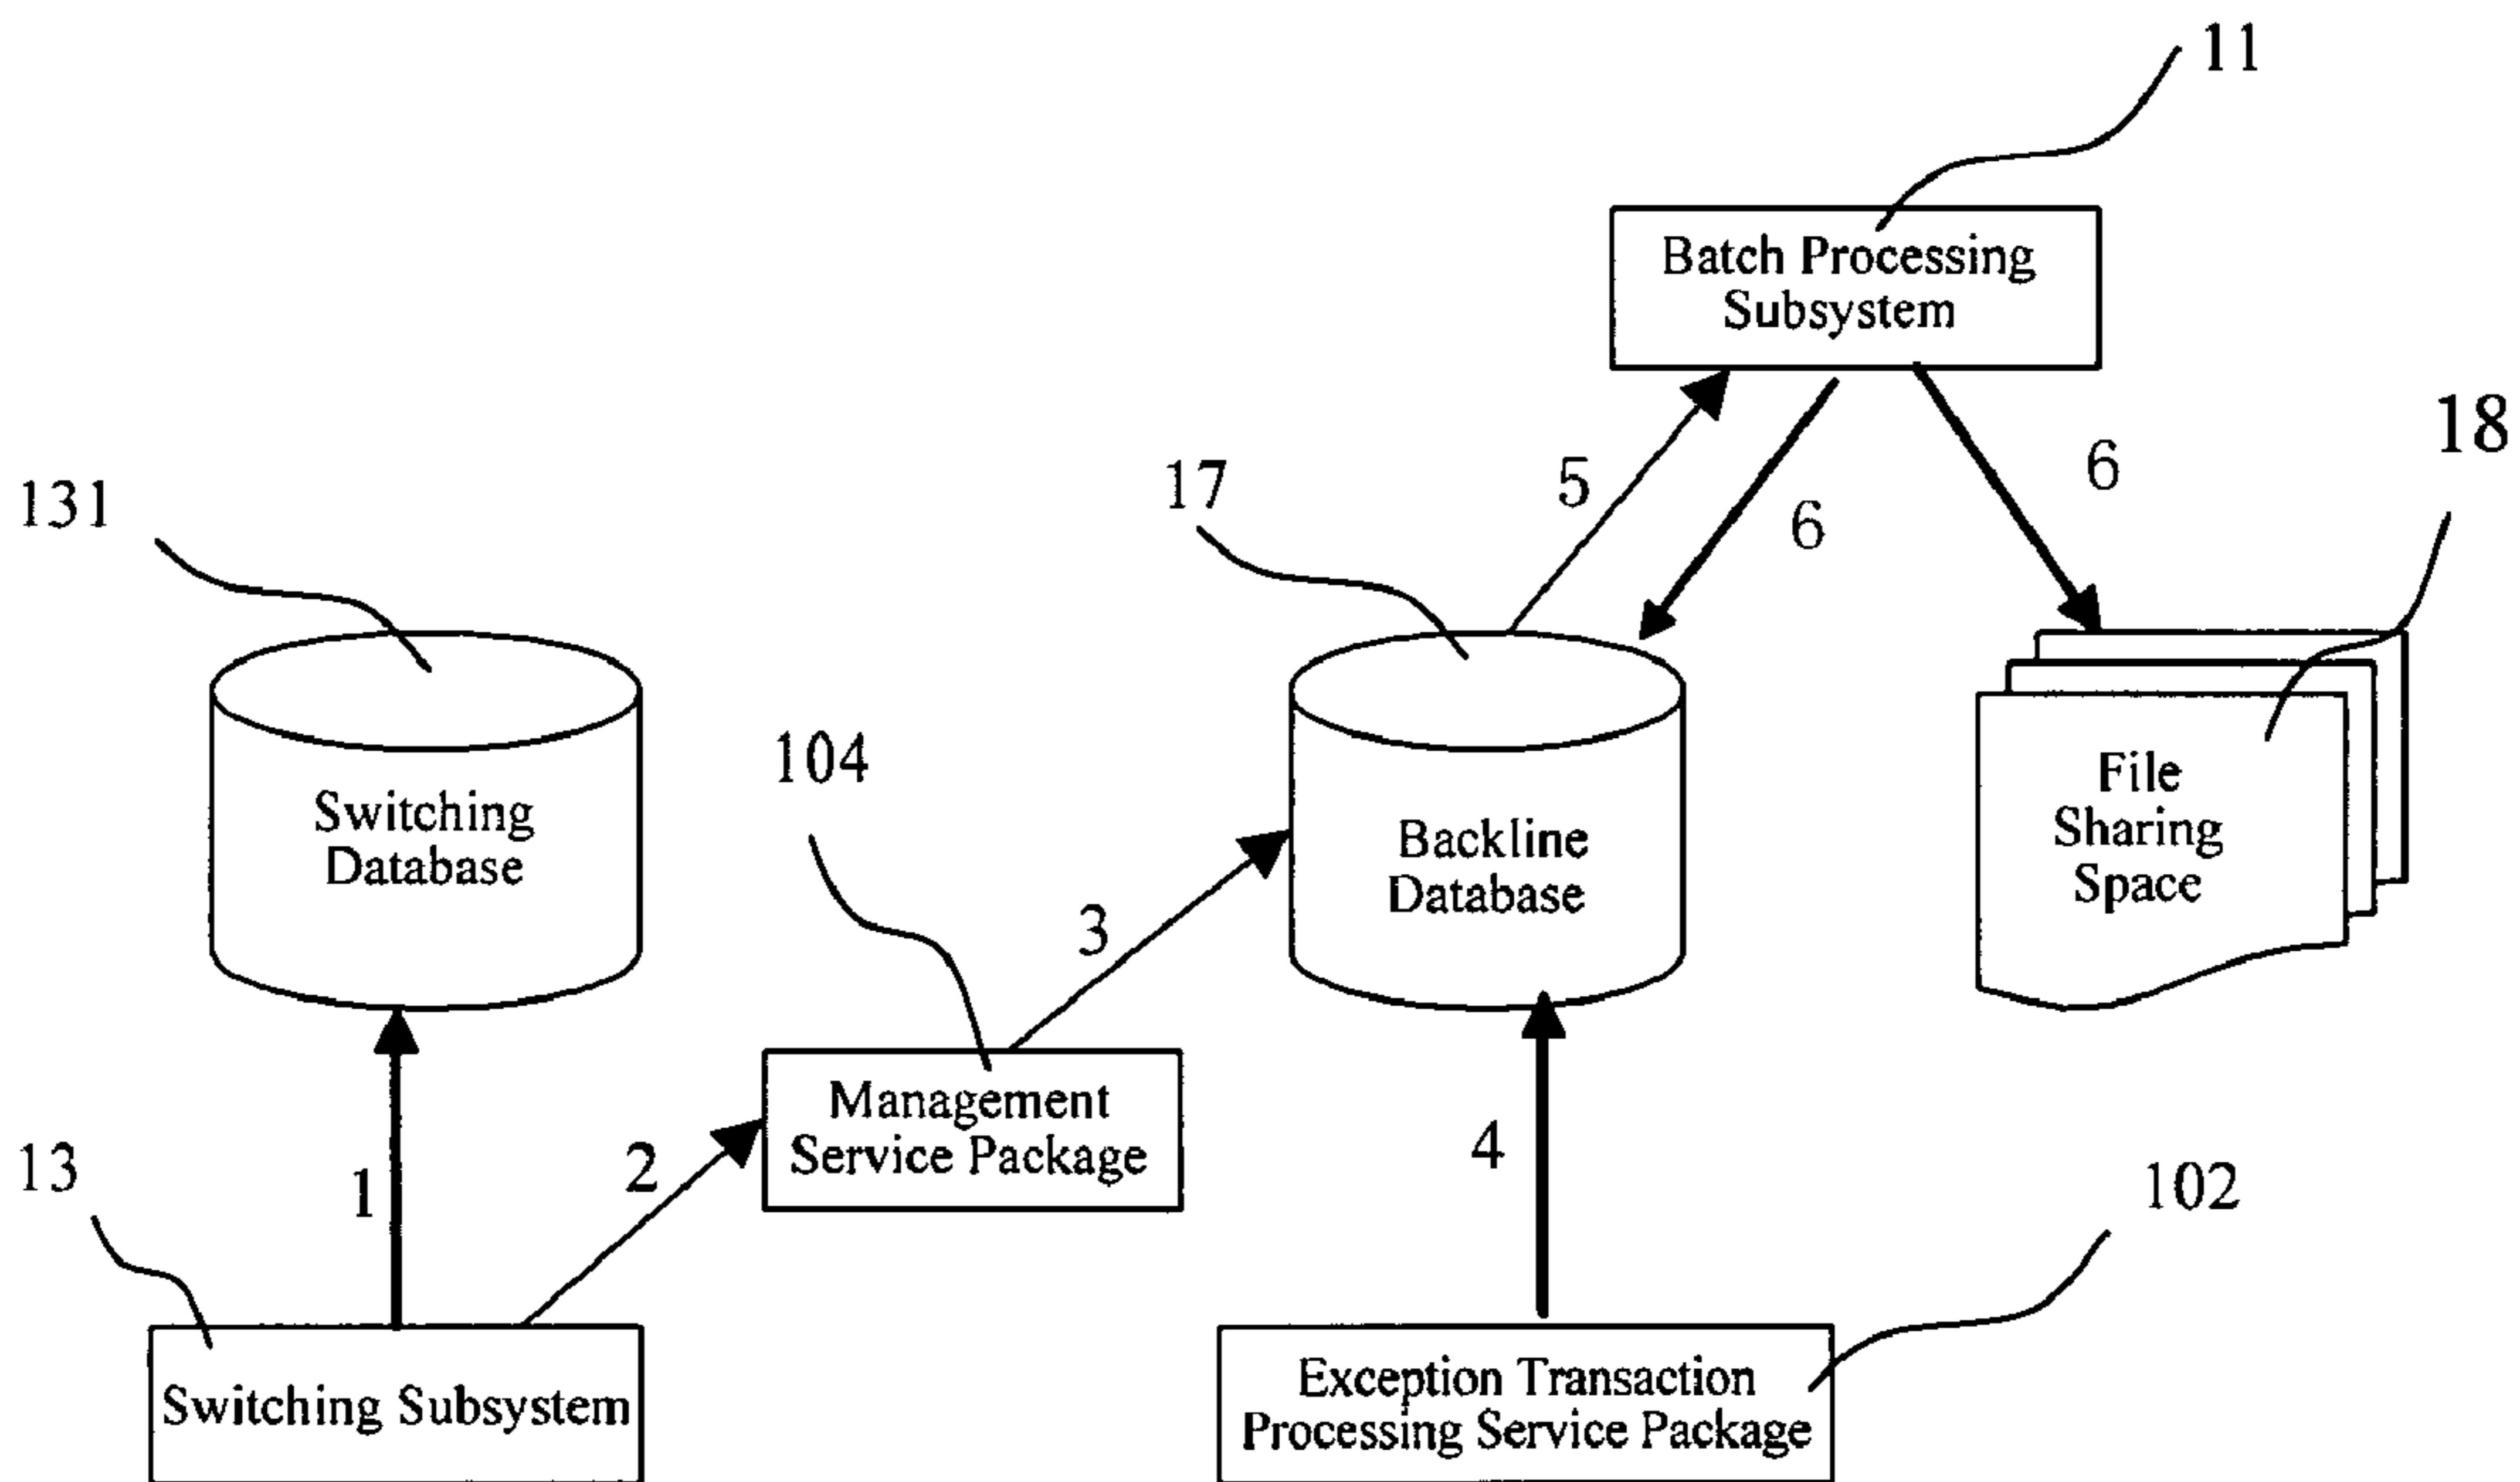 11
Batch Processing
Subsystem
18
17
5
6
6
131
Switching
Database
104
Backline
Database
File
Sharing
Space
3
Management
Service Package
13
1
2
4
102
Switching Subsystem
Exception Transaction
Processing Service Package